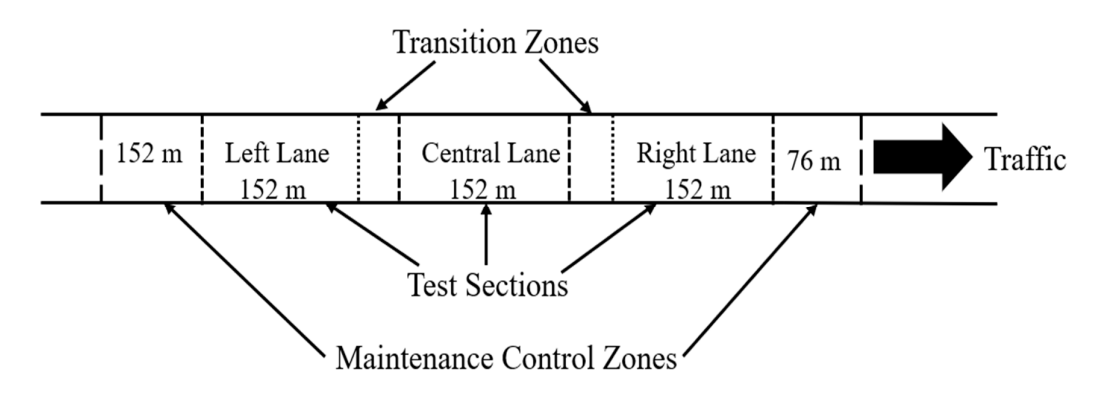 Transition Zones
152 m
Left Lane
152 m
Central Lane
152 m
Right Lane
152 m
76 m
Traffic
Test Sections
Maintenance Control Zones